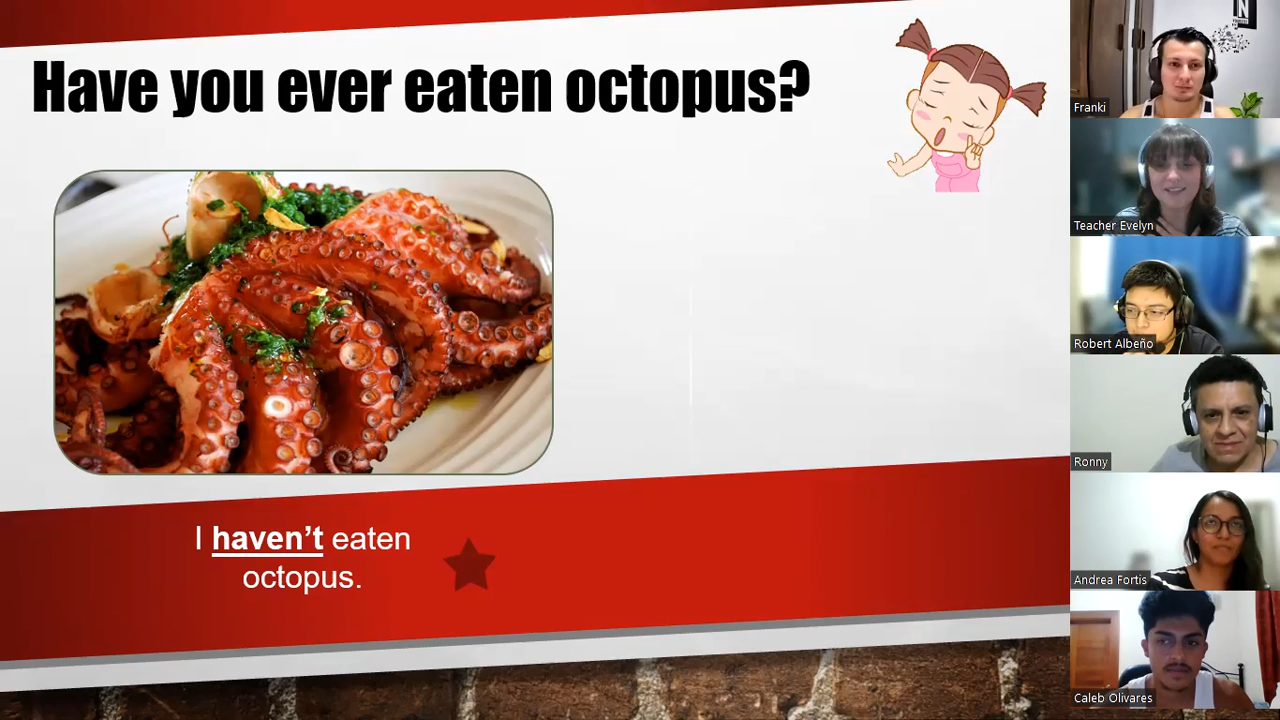 Have you ever eaten octopus?
I haven't eaten
octopus.
N
Franki
Teacher Evelyn
Robert Albeño
Ronny
Andrea Fortis
Caleb Olivares